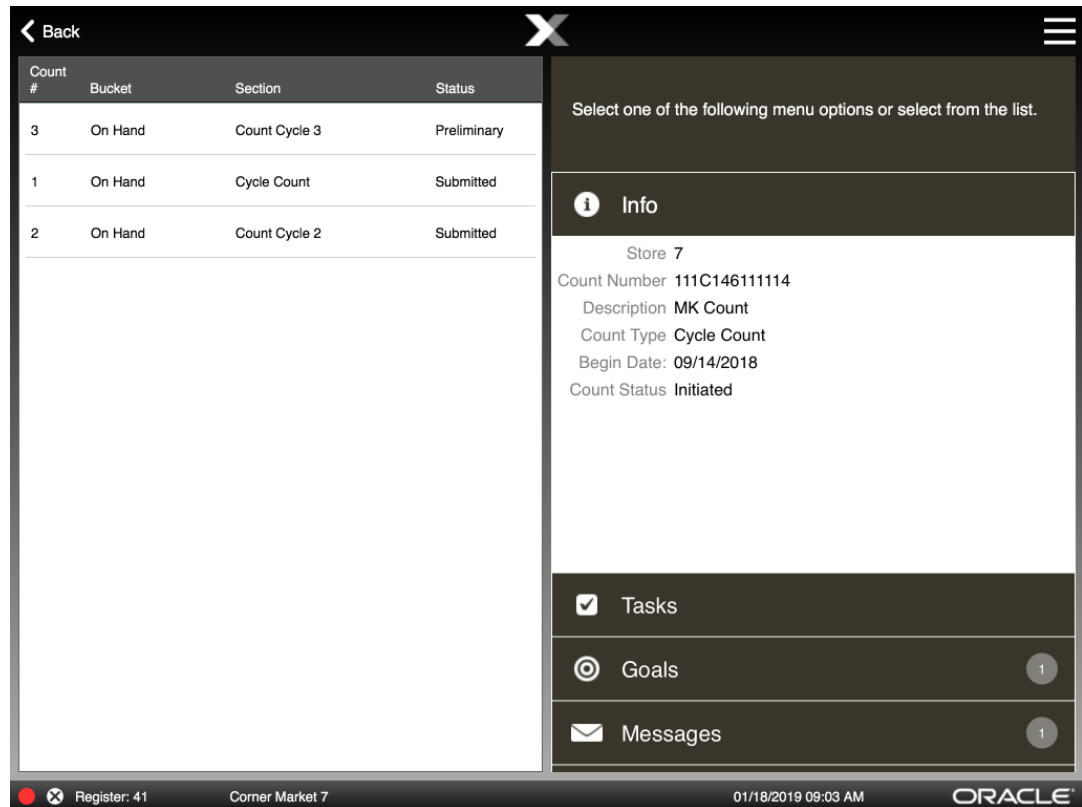 Back
Count
# Bucket Section Status
3 On Hand Count Cycle 3 Preliminary
1 On Hand Cycle Count Submitted
2 On Hand Count Cycle 2 Submitted
Select one of the following menu options or select from the list.
Info
Store 7
Count Number 111C146111114
Description MK Count
Count Type Cycle Count
Begin Date: 09/14/2018
Count Status Initiated
Tasks
Goals 1
Messages 1
Register: 41 Corner Market 7 01/18/2019 09:03 AM ORACLE